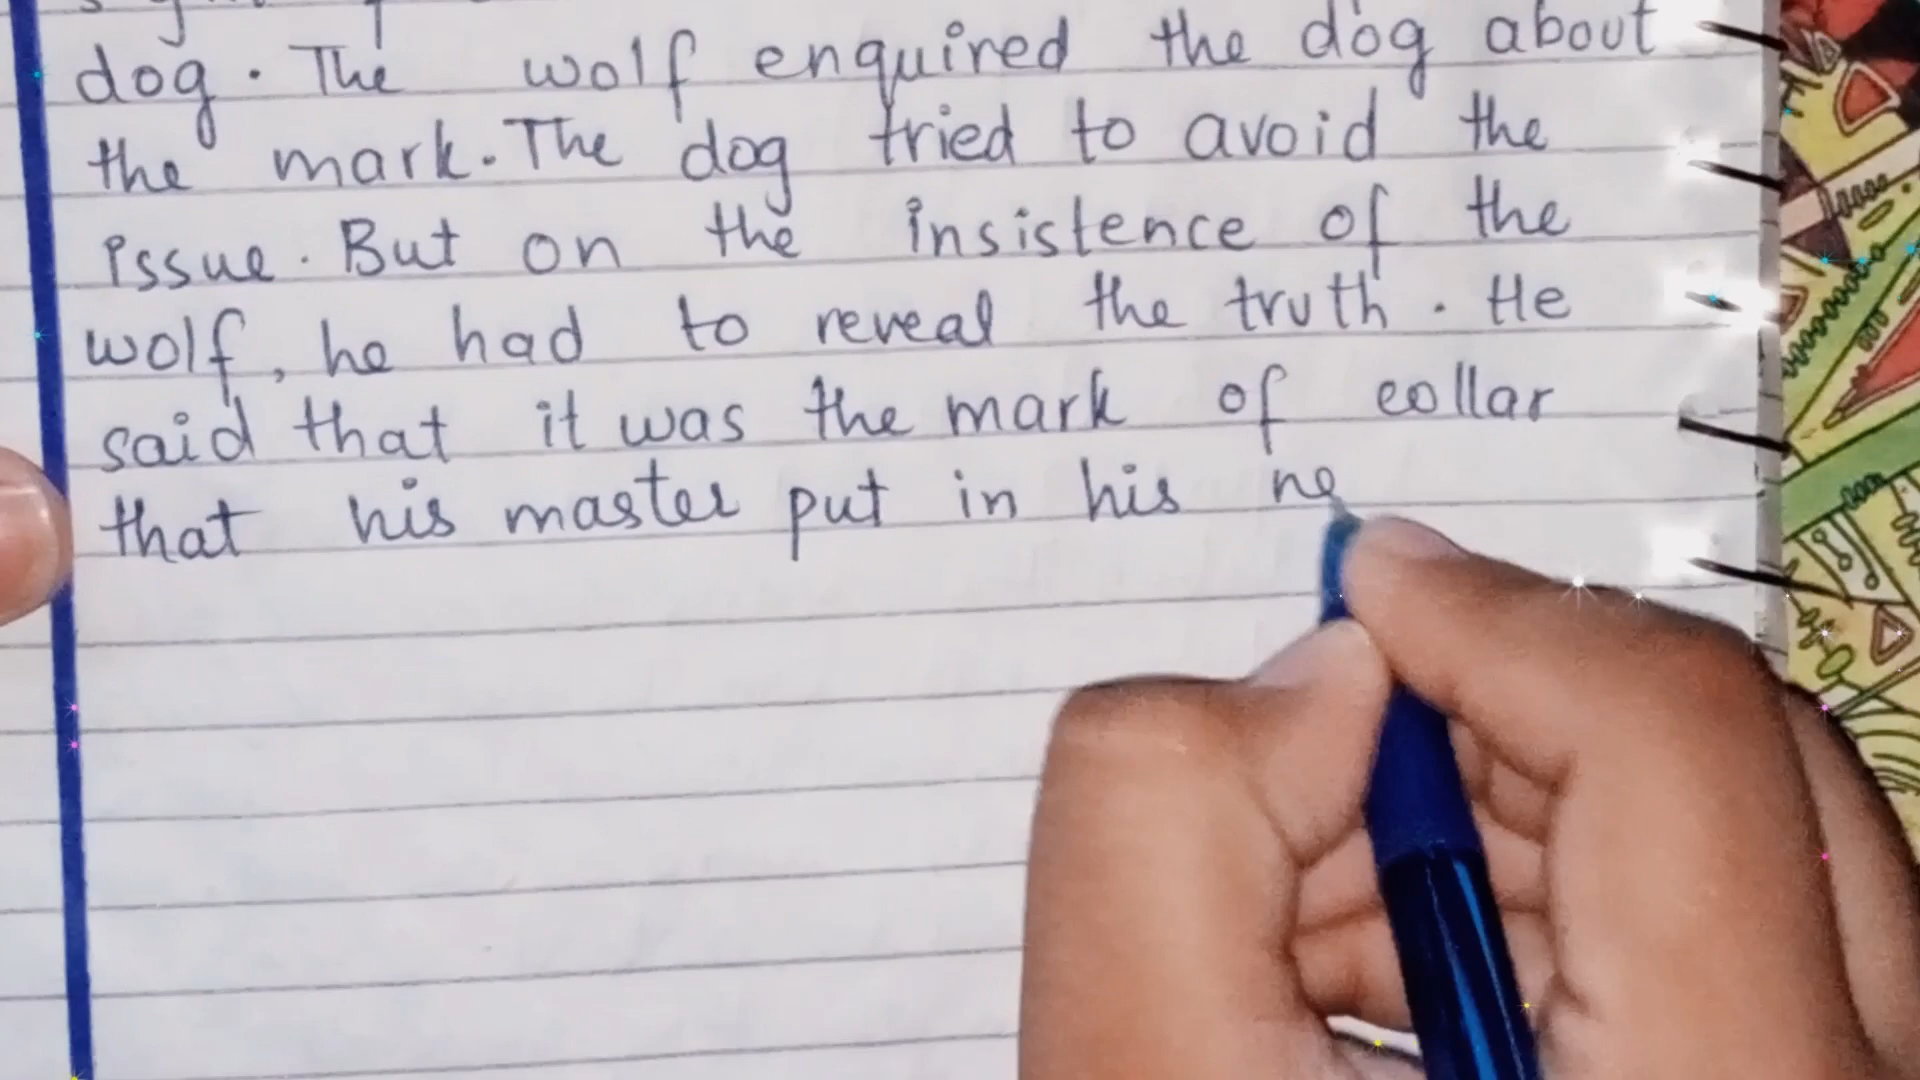 dog. The wolf enquired the dog about
the mark. The dog tried to avoid the
issue. But on the insistence of the
wolf, he had to reveal the truth. He
said that it was the mark of collar
that his master put in his ne